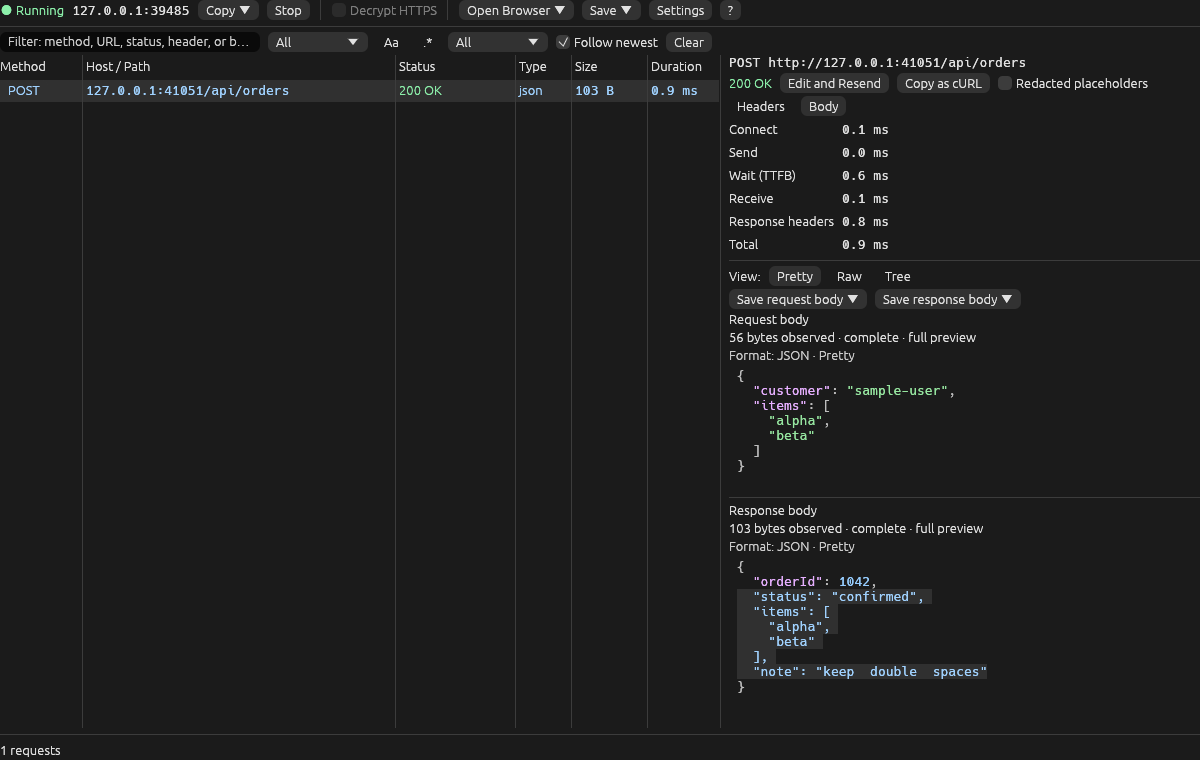 Running 127.0.0.1:39485 Copy ▼ Stop Decrypt HTTPS Open Browser ▼ Save ▼ Settings ?
Filter: method, URL, status, header, or b… All ▼ Aa .* All ▼ Follow newest Clear
Method Host / Path Status Type Size Duration
POST 127.0.0.1:41051/api/orders 200 OK json 103 B 0.9 ms
POST http://127.0.0.1:41051/api/orders
200 OK Edit and Resend Copy as cURL Redacted placeholders
Headers Body
Connect 0.1 ms
Send 0.0 ms
Wait (TTFB) 0.6 ms
Receive 0.1 ms
Response headers 0.8 ms
Total 0.9 ms
View: Pretty Raw Tree
Save request body ▼ Save response body ▼
Request body
56 bytes observed · complete · full preview
Format: JSON · Pretty
{
  "customer": "sample-user",
  "items": [
    "alpha",
    "beta"
  ]
}
Response body
103 bytes observed · complete · full preview
Format: JSON · Pretty
{
  "orderId": 1042,
  "status": "confirmed",
  "items": [
    "alpha",
    "beta"
  ],
  "note": "keep  double  spaces"
}
1 requests